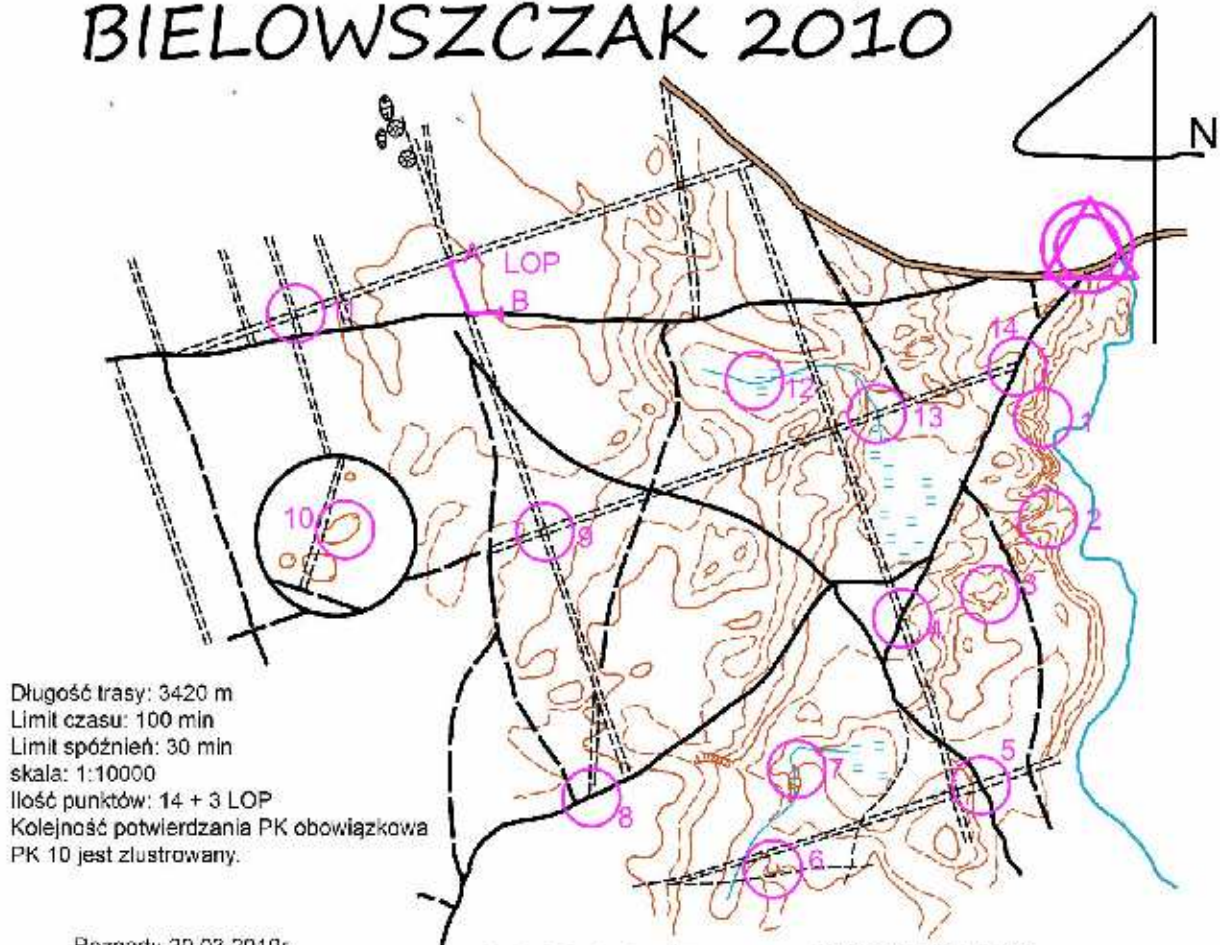 BIELOWSZCZAK 2010
N
A
LOP
B
11
14
12
13
1
2
10
9
3
4
5
7
8
6
Długość trasy: 3420 m
Limit czasu: 100 min
Limit spóźnień: 30 min
skala: 1:10000
Ilość punktów: 14 + 3 LOP
Kolejność potwierdzania PK obowiązkowa
PK 10 jest zlustrowany.